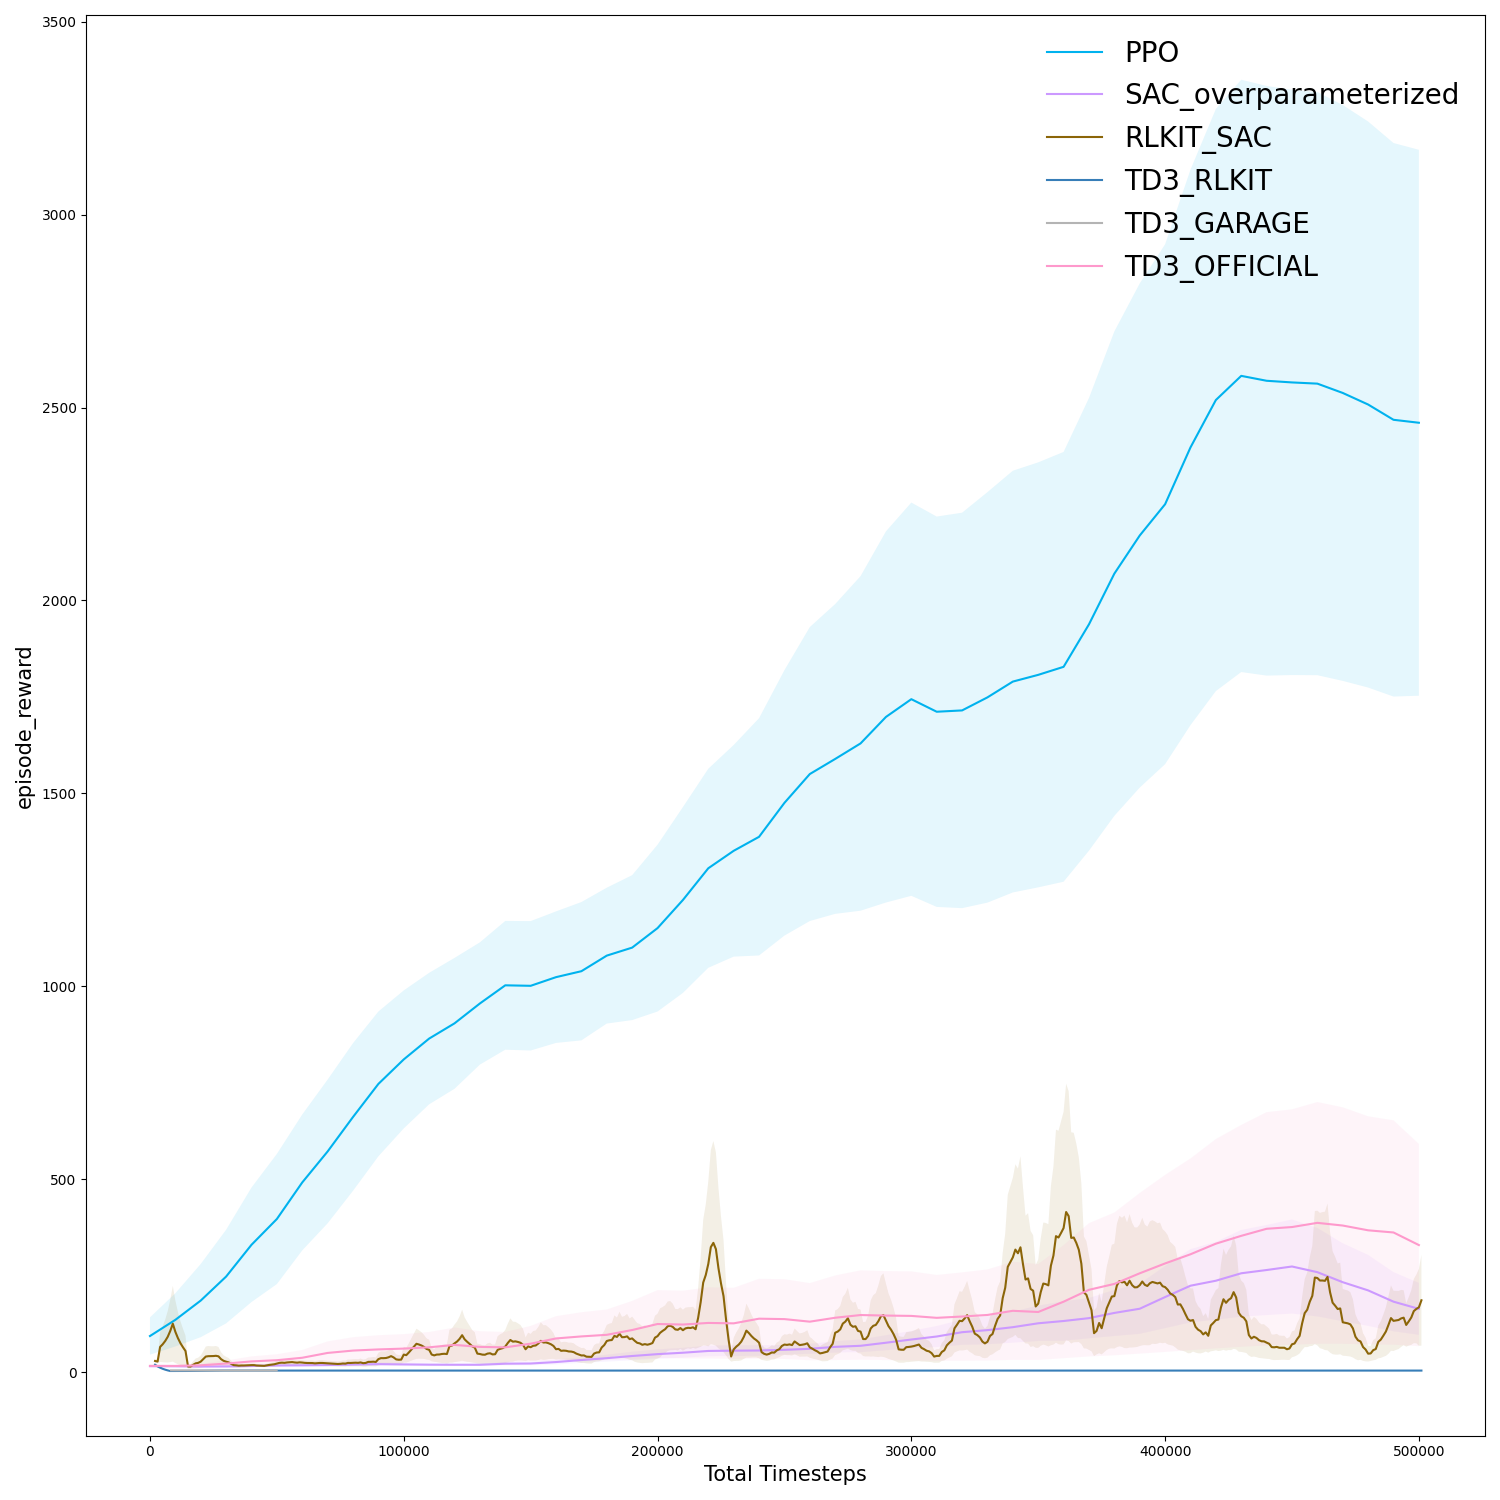 3500
3000
2500
2000
1500
1000
500
0
episode_reward
PPO
SAC_overparameterized
RLKIT_SAC
TD3_RLKIT
TD3_GARAGE
TD3_OFFICIAL
0
100000
200000
300000
400000
500000
Total Timesteps